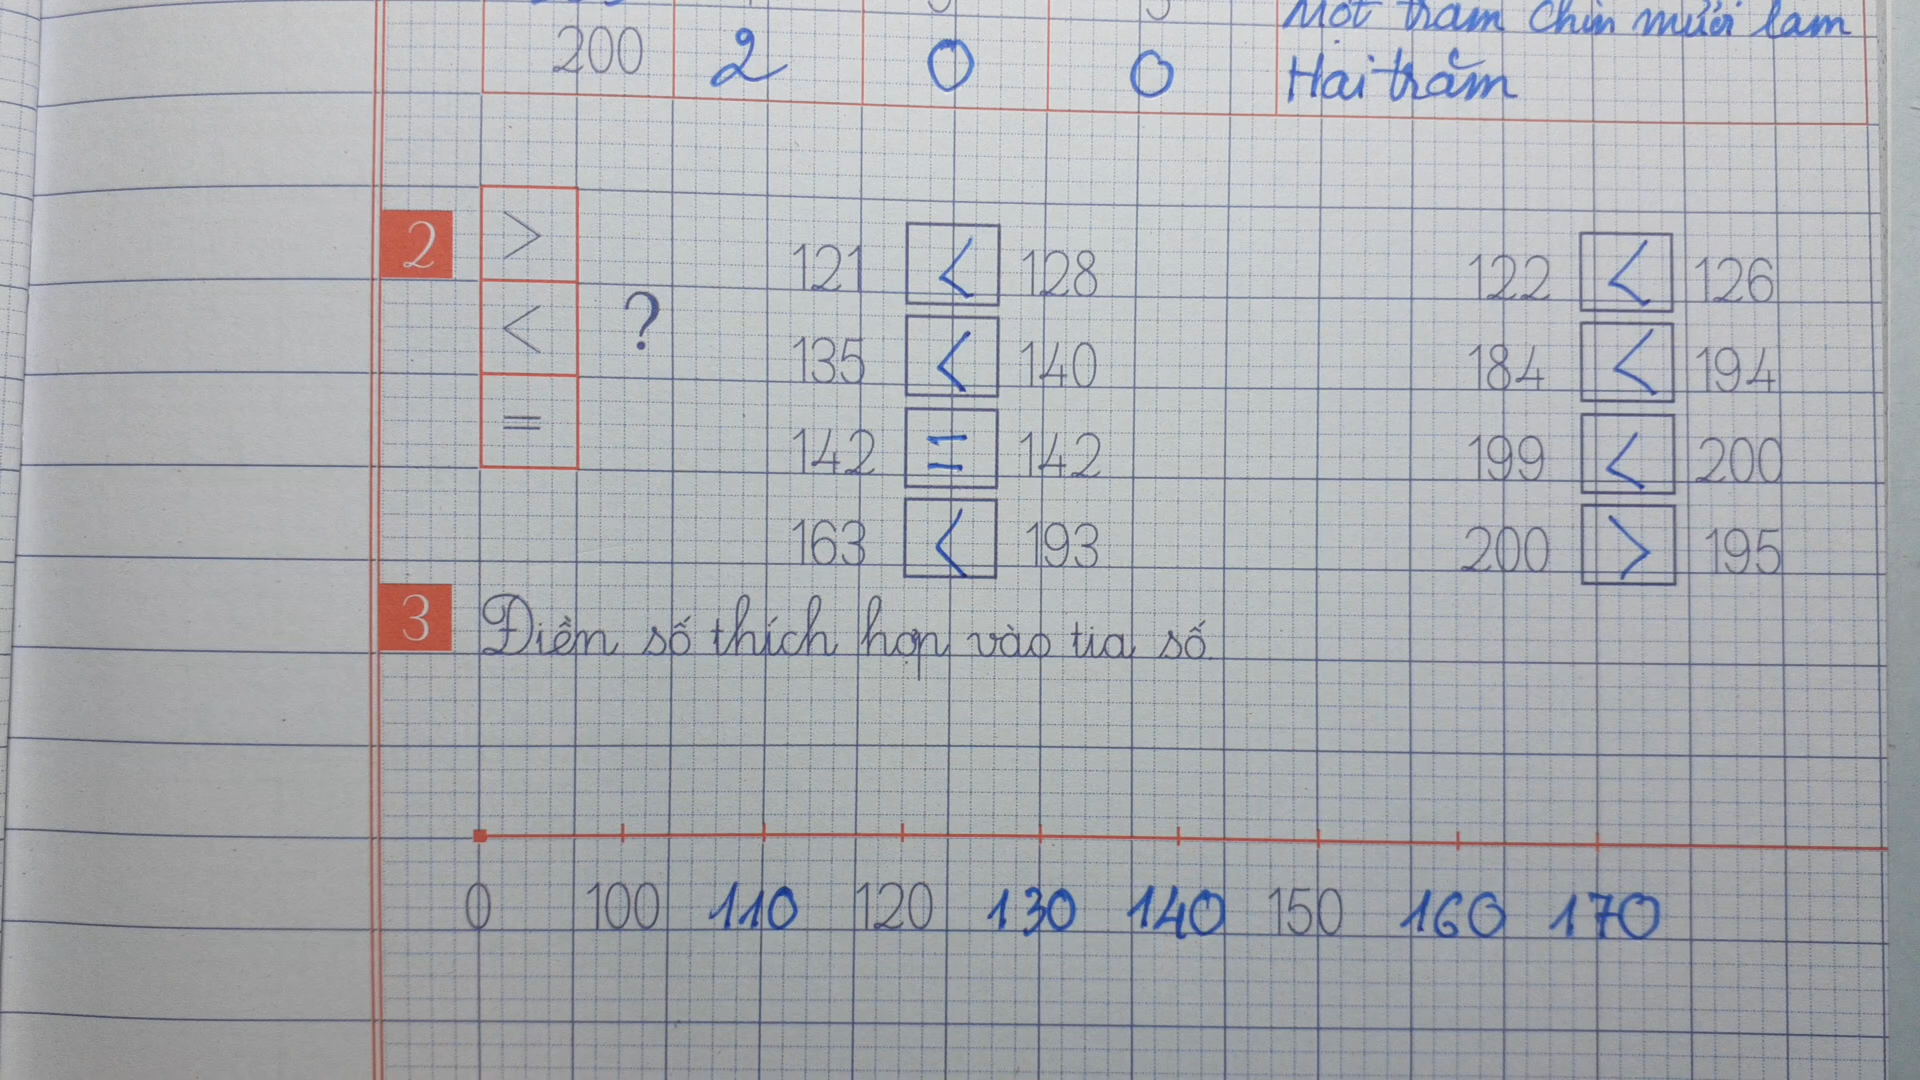 Một trăm chín mươi lăm
200 2 0 0 Hai trăm
2 > < = ?
121 < 128 122 < 126
135 < 140 184 < 194
142 = 142 199 < 200
163 < 193 200 > 195
3 Điền số thích hợp vào tia số
0 100 110 120 130 140 150 160 170